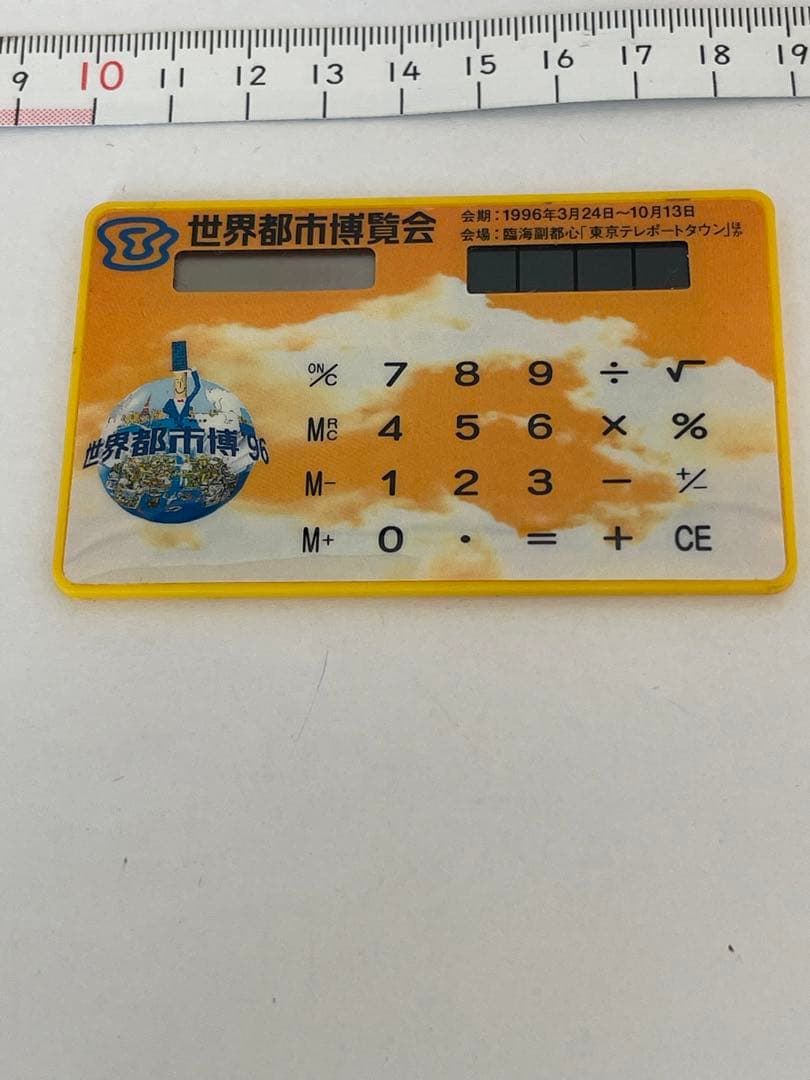 9 10 11 12 13 14 15 16 17 18 19
世界都市博覧会
会期：1996年3月24日〜10月13日
会場：臨海副都心「東京テレポートタウン」ほか
世界都市博'96
ON/C 7 8 9 ÷ √
MRC 4 5 6 × %
M− 1 2 3 − +/−
M+ 0 · = + CE